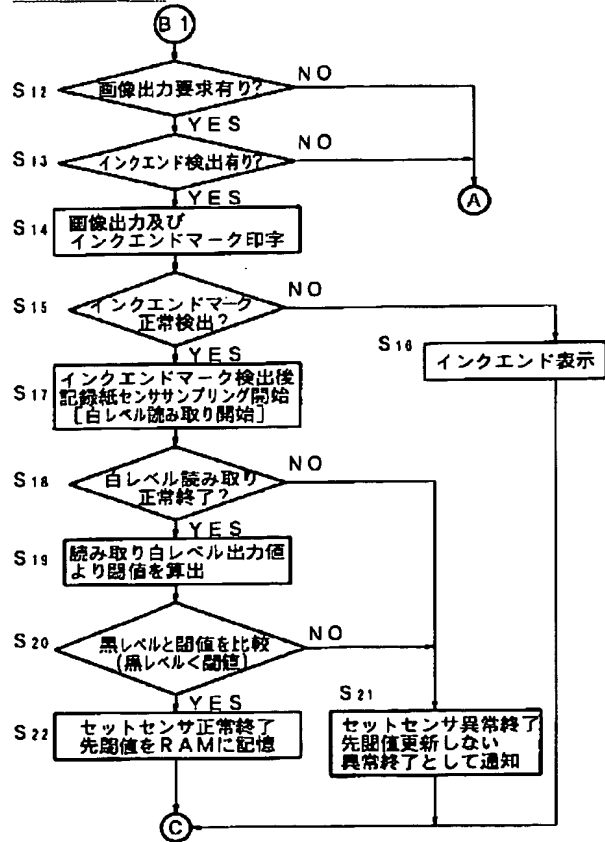 B1
S12
画像出力要求有り?
NO
YES
S13
インクエンド検出有り?
NO
A
YES
S14
画像出力及び
インクエンドマーク印字
S15
インクエンドマーク
正常検出?
NO
YES
S16
インクエンド表示
S17
インクエンドマーク検出後
記録紙センササンプリング開始
[白レベル読み取り開始]
S18
白レベル読み取り
正常終了?
NO
YES
S19
読み取り白レベル出力値
より閾値を算出
S20
黒レベルと閾値を比較
(黒レベル<閾値)
NO
YES
S21
セットセンサ異常終了
先閾値更新しない
異常終了として通知
S22
セットセンサ正常終了
先閾値をRAMに記憶
C